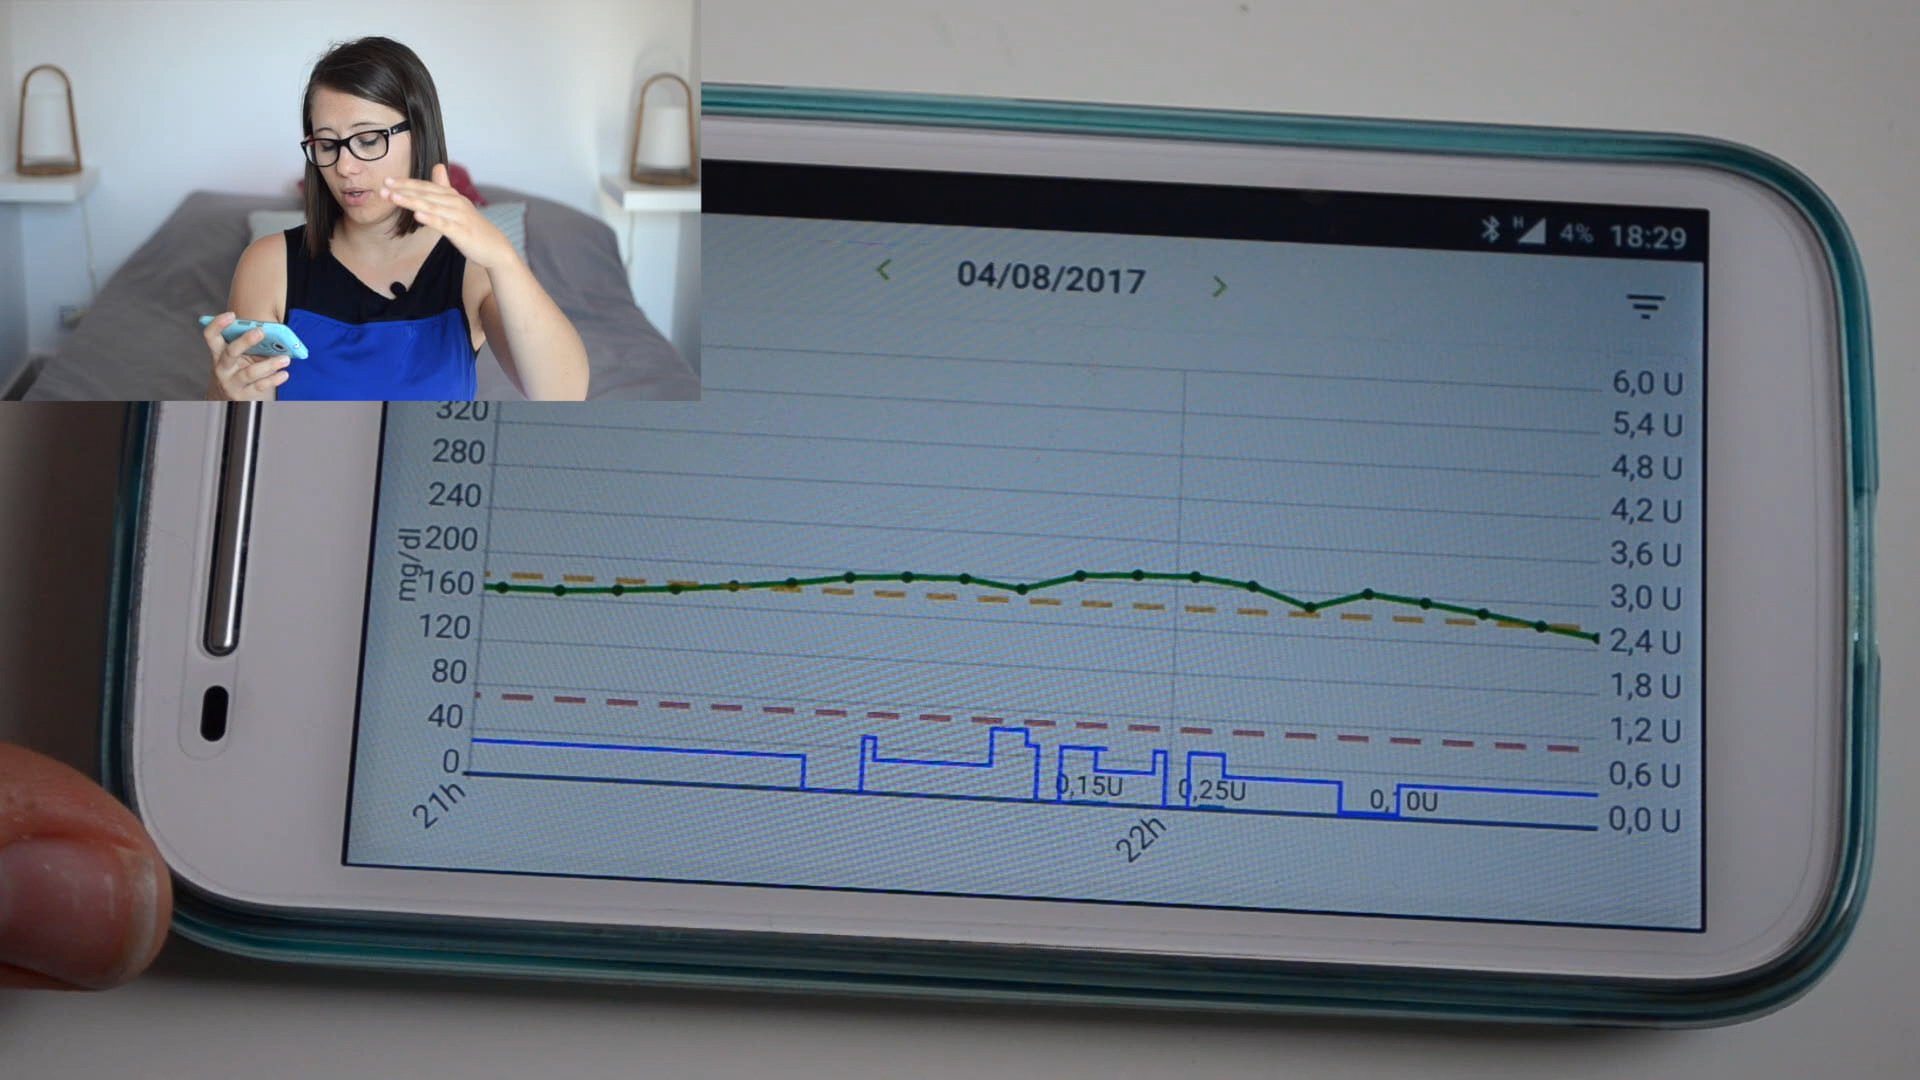 H 4% 18:29
04/08/2017
6,0 U
5,4 U
4,8 U
4,2 U
3,6 U
3,0 U
2,4 U
1,8 U
1,2 U
0,6 U
0,0 U
320
280
240
200
160
120
80
40
0
mg/dl
0,15U
0,25U
0,10U
21h
22h